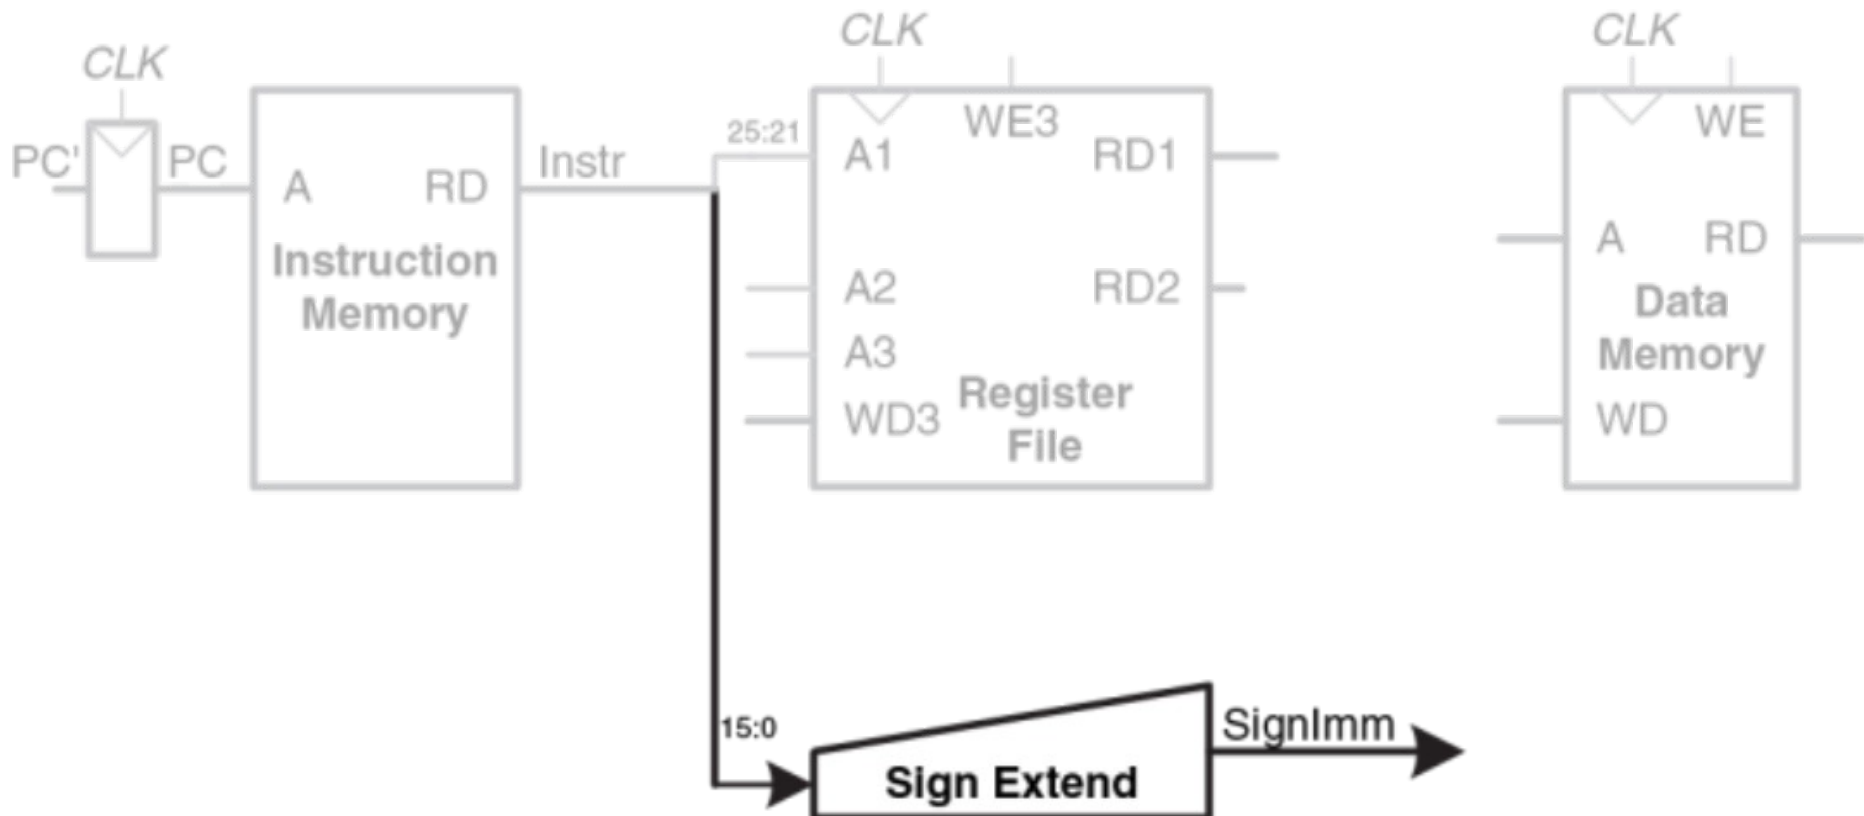 CLK
PC'
PC
A RD
Instruction
Memory
Instr
25:21
CLK
WE3
A1 RD1
A2 RD2
A3
WD3
Register
File
CLK
WE
A RD
Data
Memory
WD
15:0
Sign Extend
SignImm